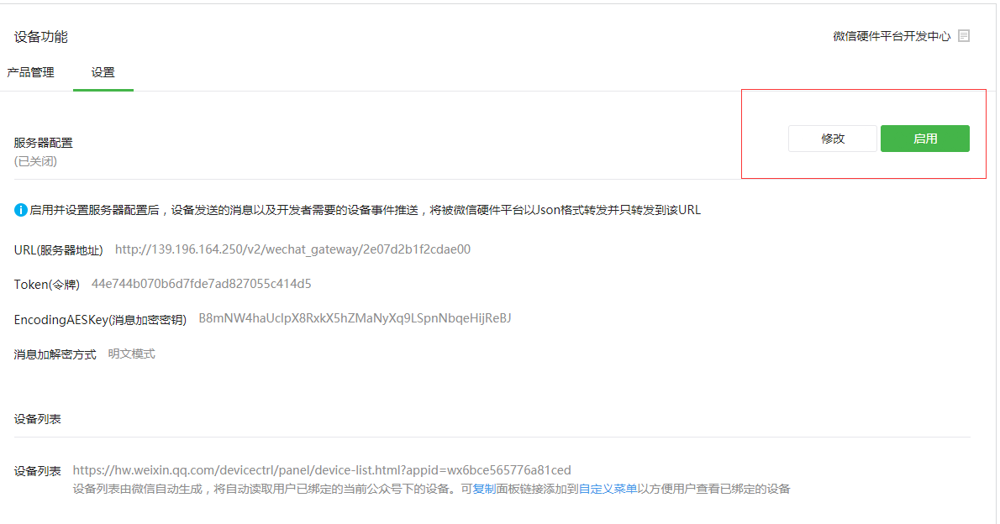 设备功能
微信硬件平台开发中心
产品管理 设置
服务器配置
(已关闭)
修改 启用
启用并设置服务器配置后，设备发送的消息以及开发者需要的设备事件推送，将被微信硬件平台以Json格式转发并只转发到该URL
URL(服务器地址) http://139.196.164.250/v2/wechat_gateway/2e07d2b1f2cdae00
Token(令牌) 44e744b070b6d7fde7ad827055c414d5
EncodingAESKey(消息加密密钥) B8mNW4haUclpX8RxkX5hZMaNyXq9LSpnNbqeHijReBJ
消息加解密方式 明文模式
设备列表
设备列表 https://hw.weixin.qq.com/devicectrl/panel/device-list.html?appid=wx6bce565776a81ced
设备列表由微信自动生成，将自动读取用户已绑定的当前公众号下的设备。可复制面板链接添加到自定义菜单以方便用户查看已绑定的设备